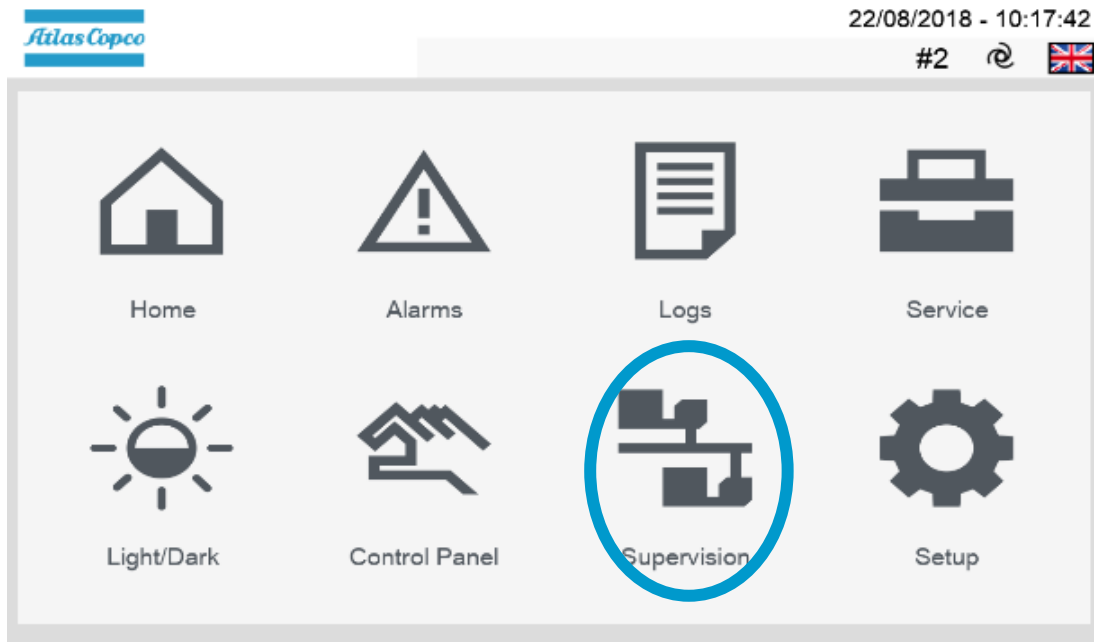 22/08/2018 - 10:17:42
Atlas Copco
#2
Home Alarms Logs Service
Light/Dark Control Panel Supervision Setup